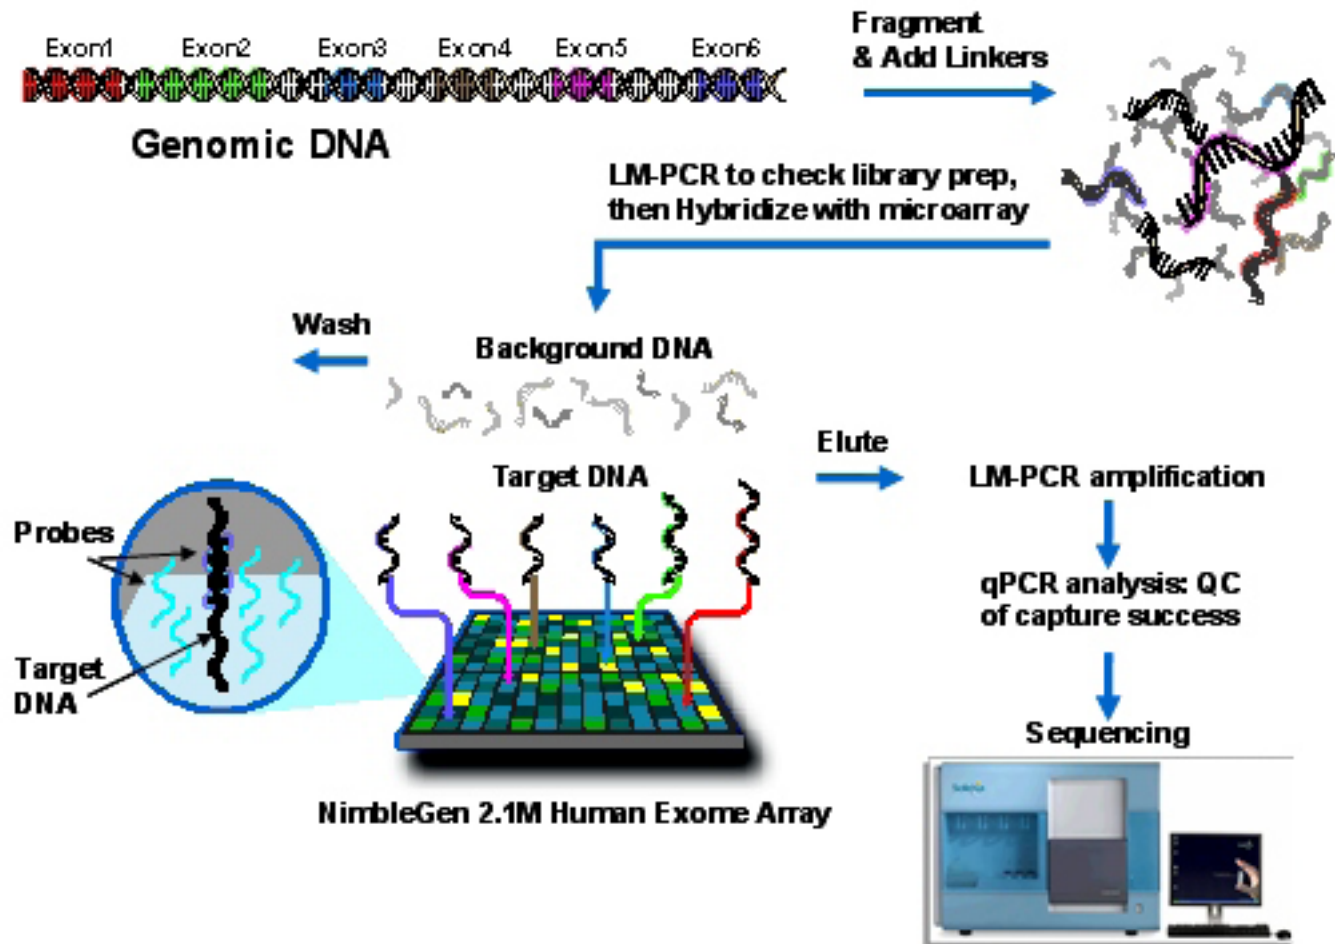 Exon1 Exon2 Exon3 Exon4 Exon5 Exon6
Genomic DNA
Fragment
& Add Linkers
LM-PCR to check library prep,
then Hybridize with microarray
Wash
Background DNA
Target DNA
Elute
LM-PCR amplification
qPCR analysis: QC
of capture success
Sequencing
Probes
Target
DNA
NimbleGen 2.1M Human Exome Array